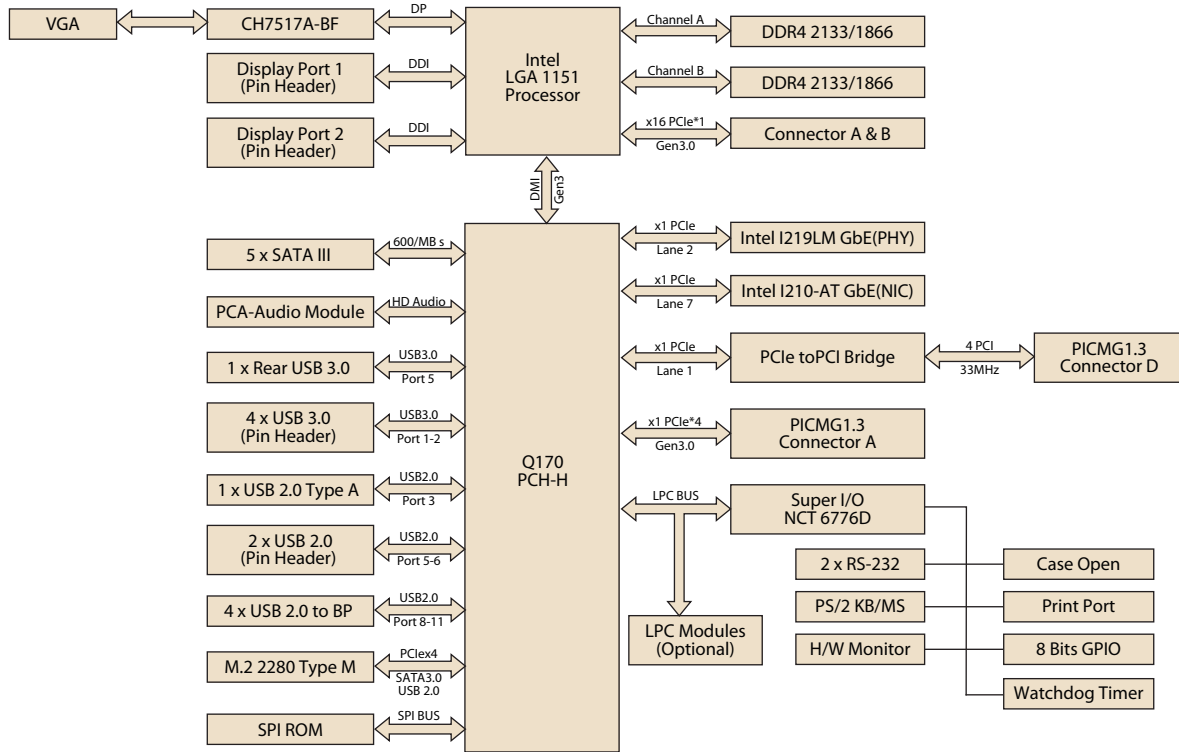 VGA
CH7517A-BF
DP
Display Port 1
(Pin Header)
DDI
Display Port 2
(Pin Header)
DDI
Intel
LGA 1151
Processor
Channel A
DDR4 2133/1866
Channel B
DDR4 2133/1866
x16 PCIe*1
Gen3.0
Connector A & B
DMI
Gen3
5 x SATA III
600/MB s
PCA-Audio Module
HD Audio
1 x Rear USB 3.0
USB3.0
Port 5
4 x USB 3.0
(Pin Header)
USB3.0
Port 1-2
1 x USB 2.0 Type A
USB2.0
Port 3
2 x USB 2.0
(Pin Header)
USB2.0
Port 5-6
4 x USB 2.0 to BP
USB2.0
Port 8-11
M.2 2280 Type M
PCIex4
SATA3.0
USB 2.0
SPI ROM
SPI BUS
Q170
PCH-H
x1 PCIe
Lane 2
Intel I219LM GbE(PHY)
x1 PCIe
Lane 7
Intel I210-AT GbE(NIC)
x1 PCIe
Lane 1
PCIe toPCI Bridge
4 PCI
33MHz
PICMG1.3
Connector D
x1 PCIe*4
Gen3.0
PICMG1.3
Connector A
LPC BUS
Super I/O
NCT 6776D
LPC Modules
(Optional)
2 x RS-232
Case Open
PS/2 KB/MS
Print Port
H/W Monitor
8 Bits GPIO
Watchdog Timer